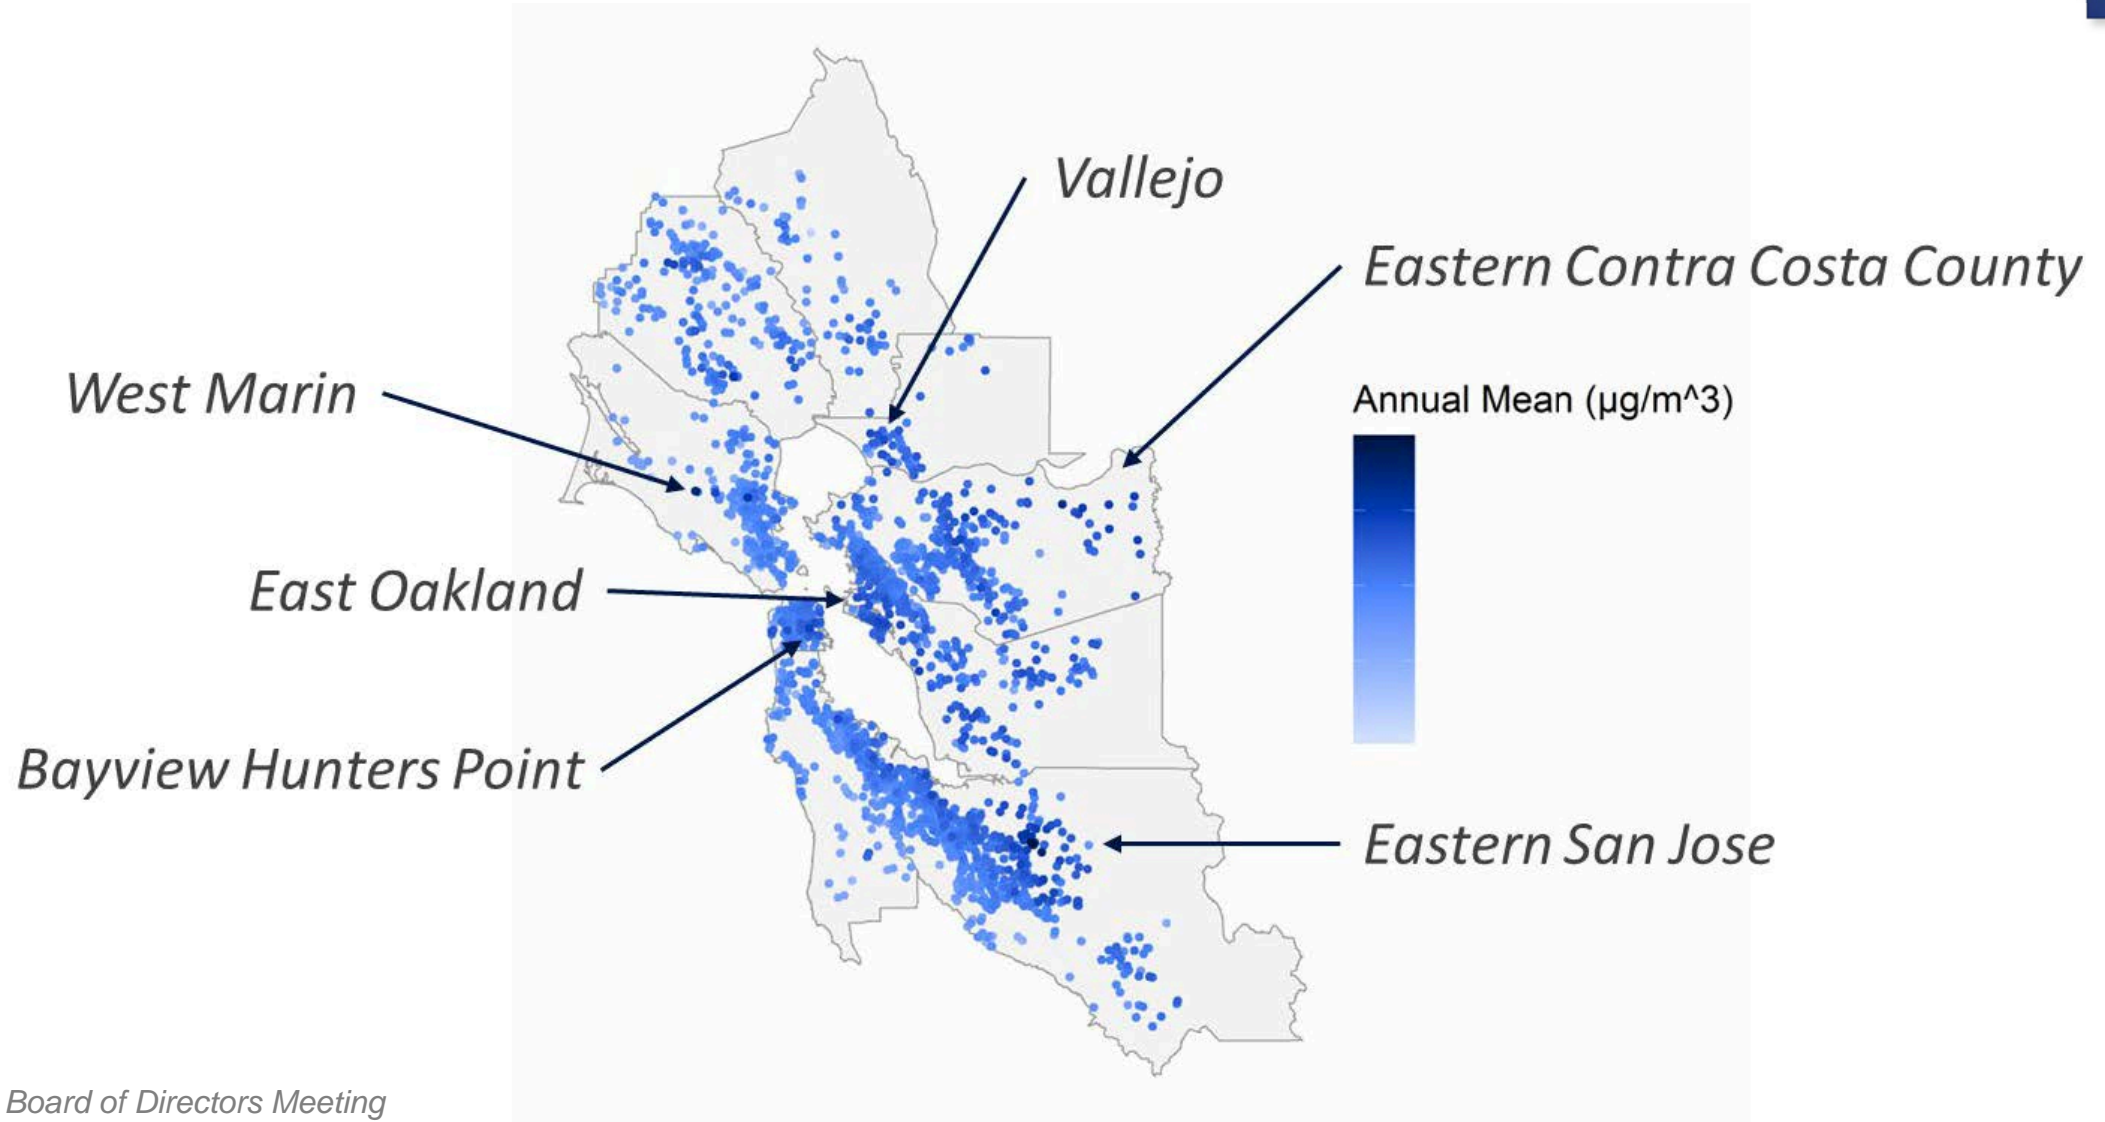 Vallejo
Eastern Contra Costa County
West Marin
Annual Mean (µg/m^3)
East Oakland
Bayview Hunters Point
Eastern San Jose
Board of Directors Meeting